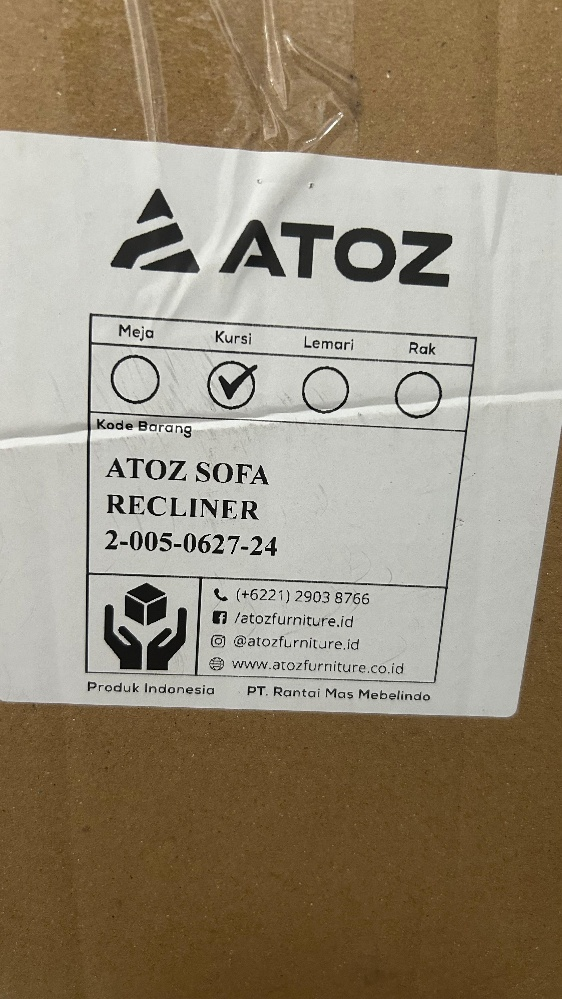 ATOZ
Meja Kursi Lemari Rak
Kode Barang
ATOZ SOFA
RECLINER
2-005-0627-24
(+6221) 2903 8766
/atozfurniture.id
@atozfurniture.id
www.atozfurniture.co.id
Produk Indonesia PT. Rantai Mas Mebelindo